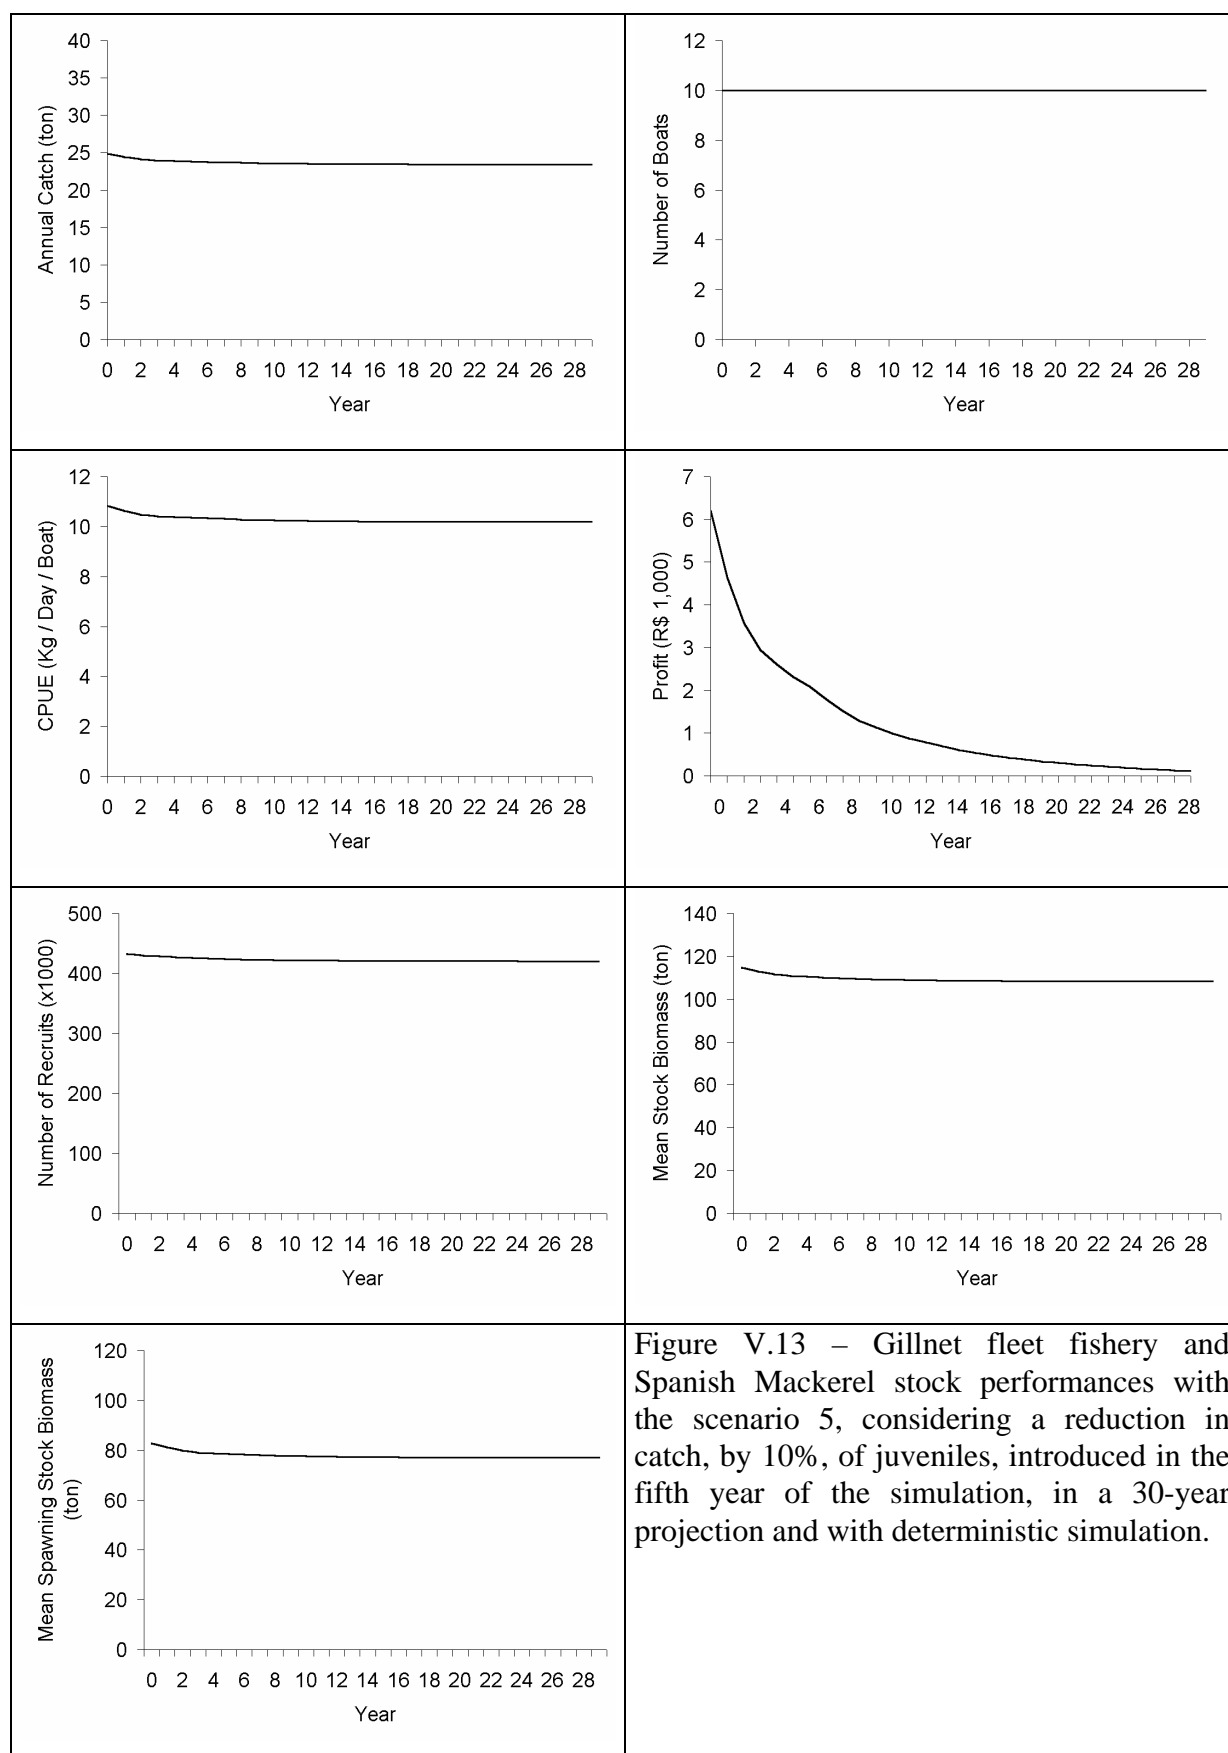 40
35
30
25
20
15
10
5
0
Annual Catch (ton)
0 2 4 6 8 10 12 14 16 18 20 22 24 26 28
Year
12
10
8
6
4
2
0
Number of Boats
0 2 4 6 8 10 12 14 16 18 20 22 24 26 28
Year
12
10
8
6
4
2
0
CPUE (Kg / Day / Boat)
0 2 4 6 8 10 12 14 16 18 20 22 24 26 28
Year
7
6
5
4
3
2
1
0
Profit (R$ 1,000)
0 2 4 6 8 10 12 14 16 18 20 22 24 26 28
Year
500
400
300
200
100
0
Number of Recruits (x1000)
0 2 4 6 8 10 12 14 16 18 20 22 24 26 28
Year
140
120
100
80
60
40
20
0
Mean Stock Biomass (ton)
0 2 4 6 8 10 12 14 16 18 20 22 24 26 28
Year
120
100
80
60
40
20
0
Mean Spawning Stock Biomass
(ton)
0 2 4 6 8 10 12 14 16 18 20 22 24 26 28
Year
Figure V.13 – Gillnet fleet fishery and
Spanish Mackerel stock performances with
the scenario 5, considering a reduction in
catch, by 10%, of juveniles, introduced in the
fifth year of the simulation, in a 30-year
projection and with deterministic simulation.